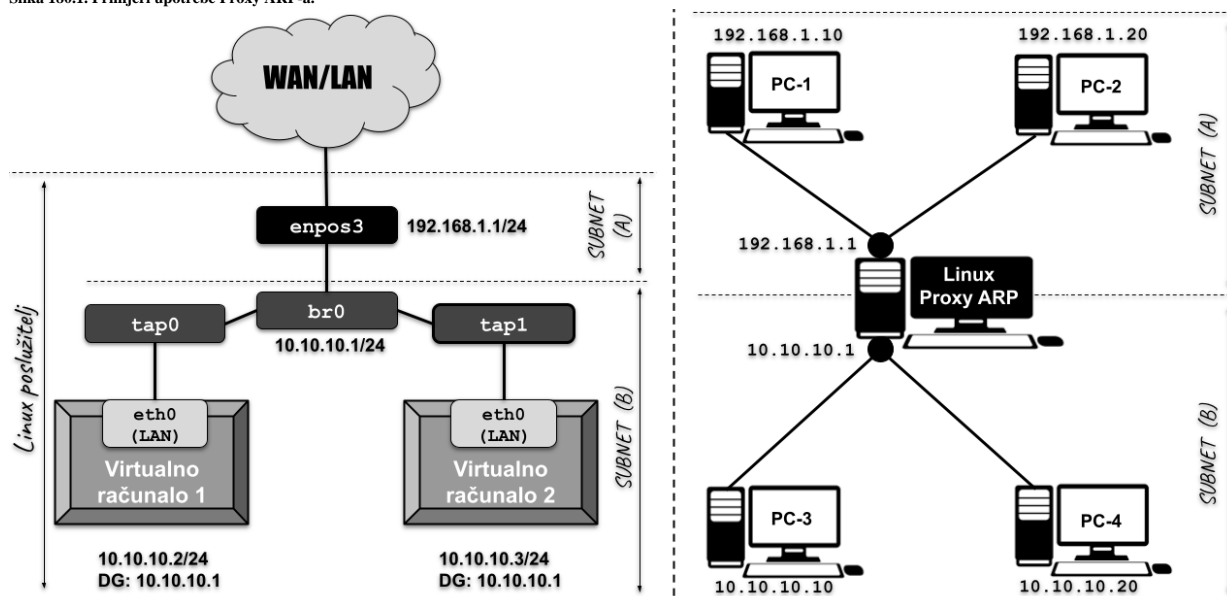 Slika 180.1. Primjeri upotrebe Proxy ARP-a.
WAN/LAN
enpos3
192.168.1.1/24
SUBNET
(A)
br0
tap0
tap1
10.10.10.1/24
Linux poslužitelj
SUBNET (B)
eth0
(LAN)
Virtualno
računalo 1
eth0
(LAN)
Virtualno
računalo 2
10.10.10.2/24
DG: 10.10.10.1
10.10.10.3/24
DG: 10.10.10.1
192.168.1.10
192.168.1.20
PC-1
PC-2
SUBNET (A)
192.168.1.1
Linux
Proxy ARP
10.10.10.1
SUBNET (B)
PC-3
PC-4
10.10.10.10
10.10.10.20